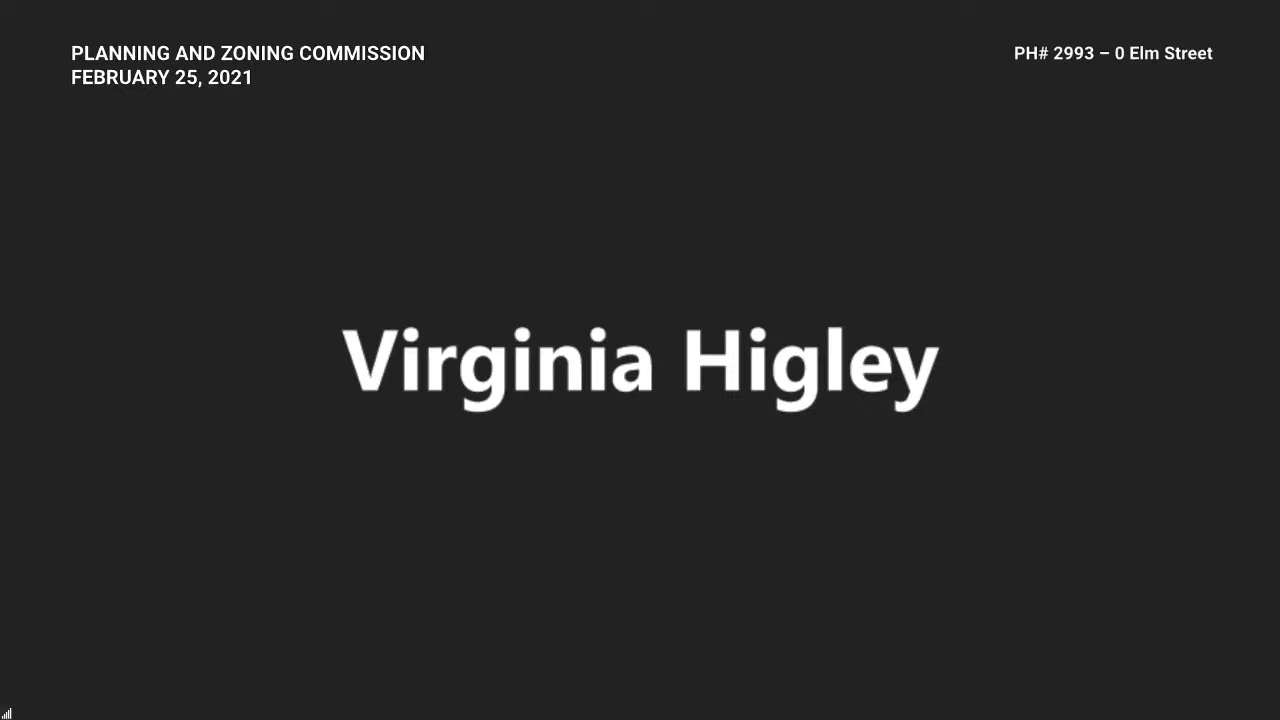 PLANNING AND ZONING COMMISSION
FEBRUARY 25, 2021
PH# 2993 – 0 Elm Street
Virginia Higley